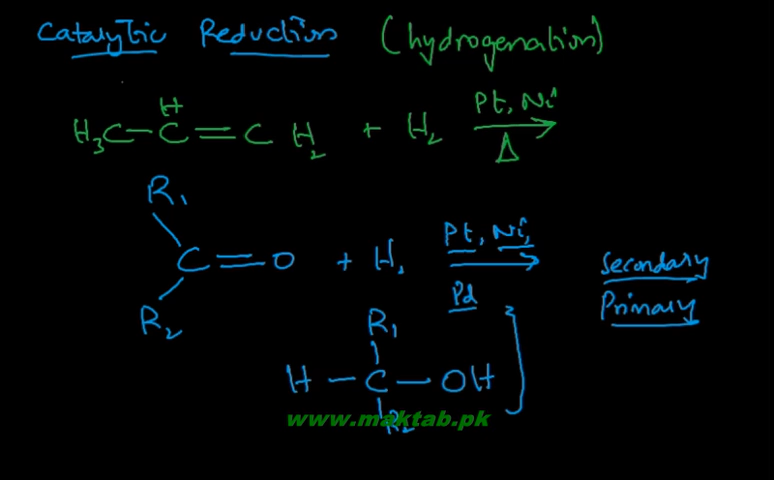 Catalytic Reduction (hydrogenation)
H
H₃C—C=CH₂ + H₂ Pt, Ni
Δ
R₁
C=O + H₂ Pt, Ni,
Pd
R₂
Secondary
Primary
R₁
H—C—OH
R₂
www.maktab.pk